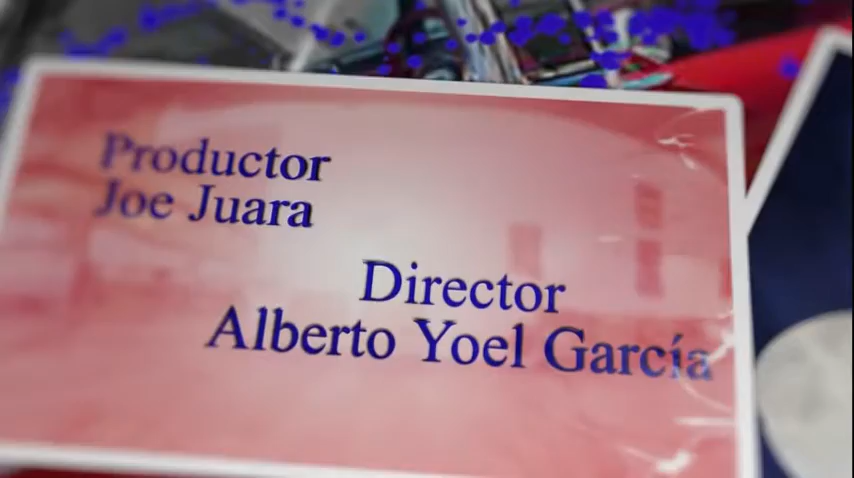 Productor
Joe Juara
Director
Alberto Yoel García